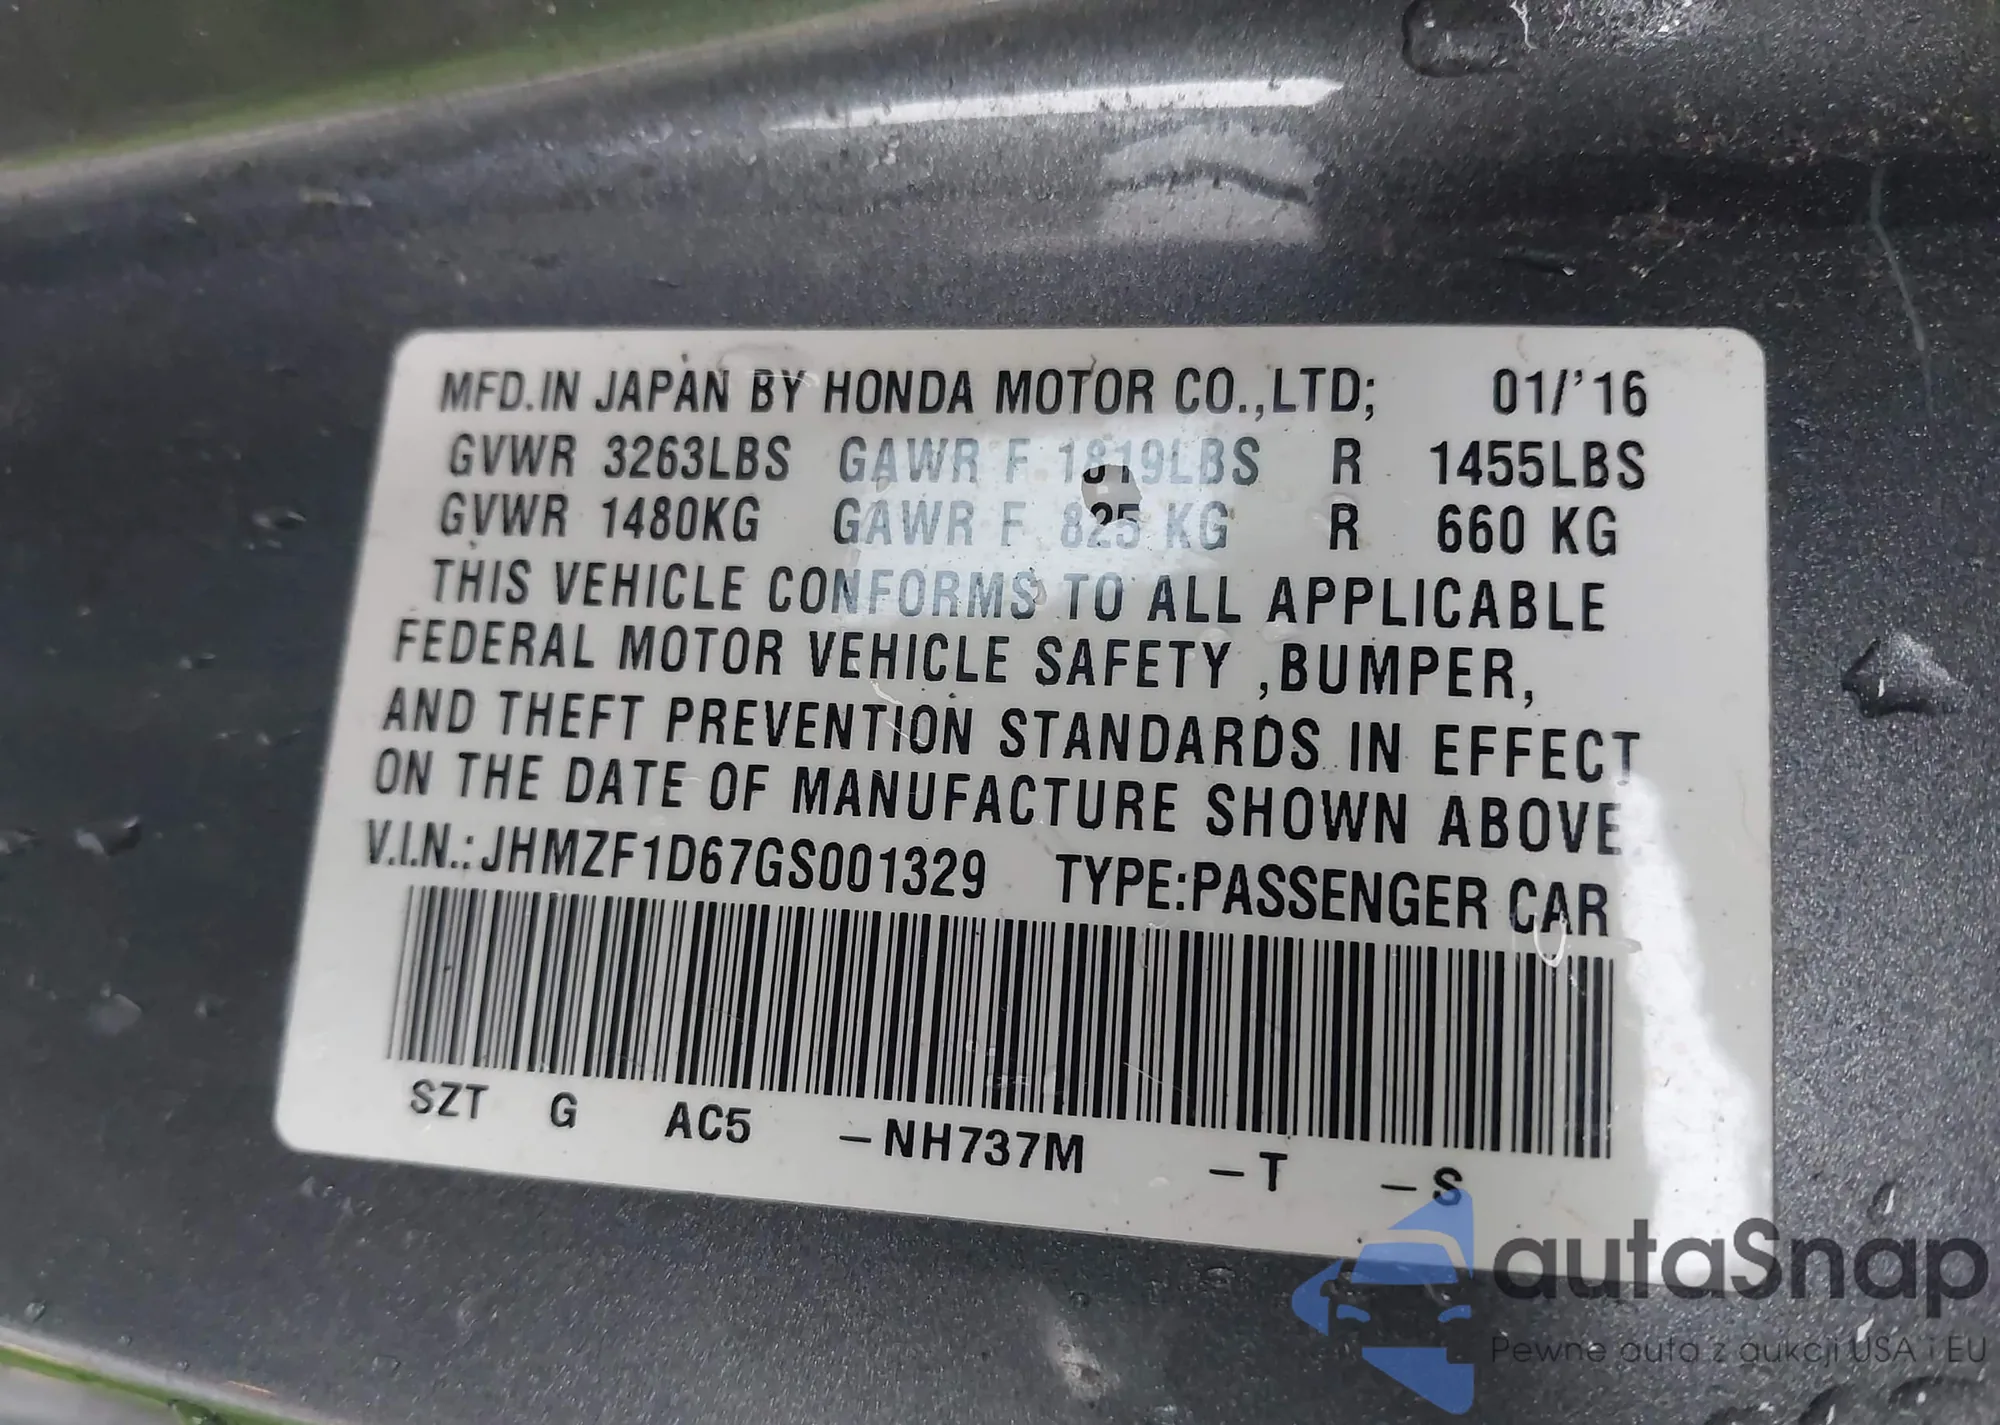 MFD.IN JAPAN BY HONDA MOTOR CO.,LTD; 01/'16
GVWR 3263LBS GAWR F 1819LBS R 1455LBS
GVWR 1480KG GAWR F 825 KG R 660 KG
THIS VEHICLE CONFORMS TO ALL APPLICABLE
FEDERAL MOTOR VEHICLE SAFETY ,BUMPER,
AND THEFT PREVENTION STANDARDS IN EFFECT
ON THE DATE OF MANUFACTURE SHOWN ABOVE.
V.I.N.:JHMZF1D67GS001329 TYPE:PASSENGER CAR
SZT G AC5 –NH737M –T –S
autaSnap
Pewne auta z aukcji USA i EU